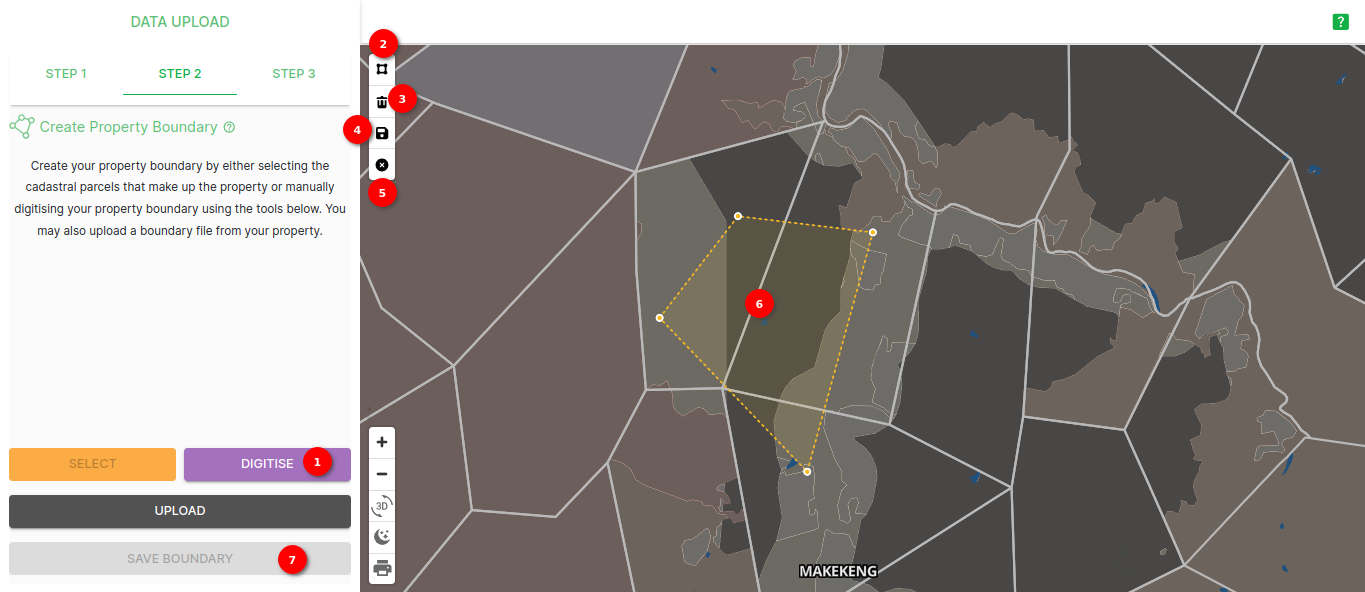 DATA UPLOAD
?
STEP 1 STEP 2 STEP 3
Create Property Boundary ?
Create your property boundary by either selecting the
cadastral parcels that make up the property or manually
digitising your property boundary using the tools below. You
may also upload a boundary file from your property.
SELECT DIGITISE 1
UPLOAD
SAVE BOUNDARY 7
2
3
4
5
6
+
−
3D
MAKEKENG